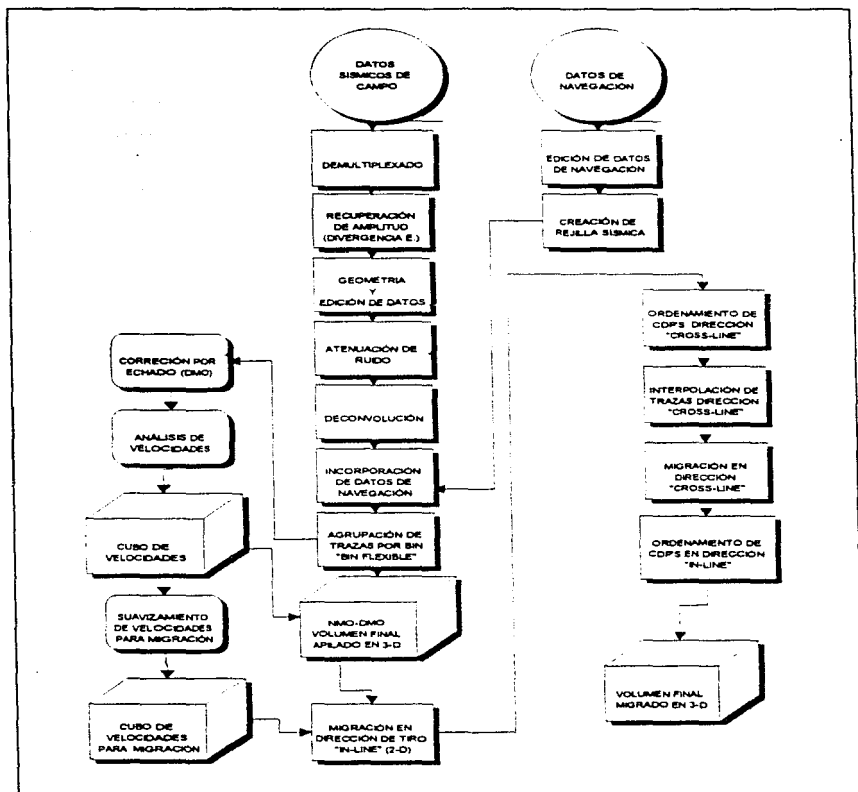 DATOS
SISMICOS DE
CAMPO
DEMULTIPLEXADO
RECUPERACIÓN
DE AMPLITUD
(DIVERGENCIA E.)
GEOMETRIA
Y
EDICIÓN DE DATOS
ATENUACIÓN DE
RUIDO
DECONVOLUCIÓN
INCORPORACIÓN
DE DATOS DE
NAVEGACIÓN
AGRUPACIÓN DE
TRAZAS POR BIN
"BIN FLEXIBLE"
NMO-DMO
VOLUMEN FINAL
APILADO EN 3-D
MIGRACIÓN EN
DIRECCIÓN DE TIRO
"IN-LINE" (2-D)
DATOS DE
NAVEGACIÓN
EDICIÓN DE DATOS
DE NAVEGACIÓN
CREACIÓN DE
REJILLA SISMICA
CORRECIÓN POR
ECHADO (DMO)
ANÁLISIS DE
VELOCIDADES
CUBO DE
VELOCIDADES
SUAVIZAMIENTO
DE VELOCIDADES
PARA MIGRACIÓN
CUBO DE
VELOCIDADES
PARA MIGRACIÓN
ORDENAMIENTO DE
CDP'S DIRECCION
"CROSS-LINE"
INTERPOLACIÓN DE
TRAZAS DIRECCION
"CROSS-LINE"
MIGRACIÓN EN
DIRECCIÓN
"CROSS-LINE"
ORDENAMIENTO DE
CDP'S EN DIRECCIÓN
"IN-LINE"
VOLUMEN FINAL
MIGRADO EN 3-D